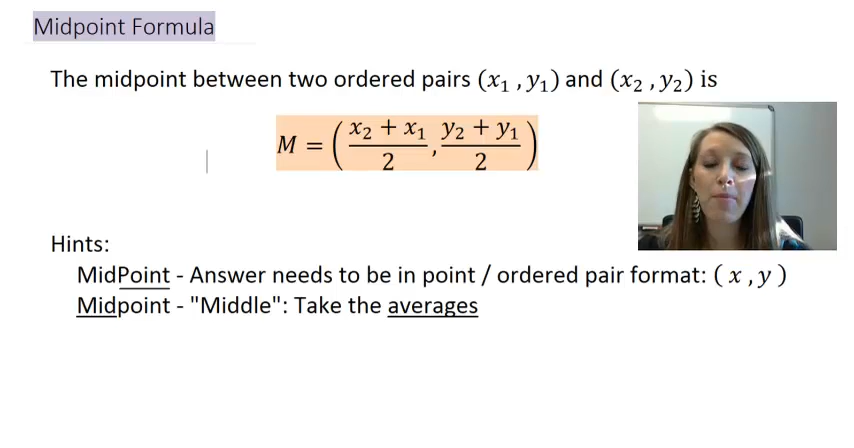 Midpoint Formula
The midpoint between two ordered pairs (x₁ , y₁) and (x₂ , y₂) is
M = ( (x₂ + x₁)/2 , (y₂ + y₁)/2 )
Hints:
MidPoint - Answer needs to be in point / ordered pair format: ( x , y )
Midpoint - "Middle": Take the averages